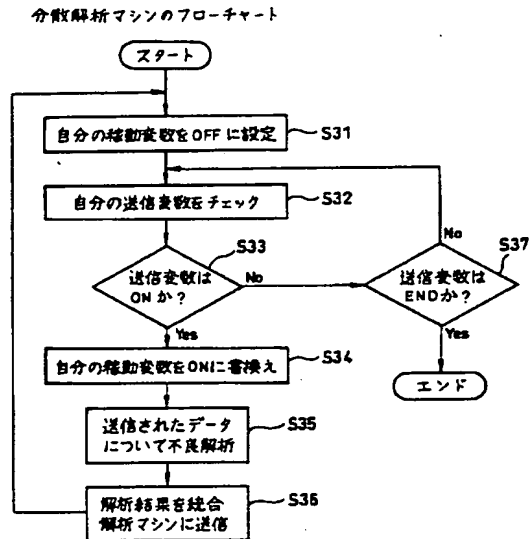 分散解析マシンのフローチャート
スタート
自分の稼動変数をOFFに設定
S31
自分の送信変数をチェック
S32
送信変数は
ONか?
S33
No
Yes
送信変数は
ENDか?
S37
No
Yes
エンド
自分の稼動変数をONに書換え
S34
送信されたデータ
について不良解析
S35
解析結果を統合
解析マシンに送信
S36